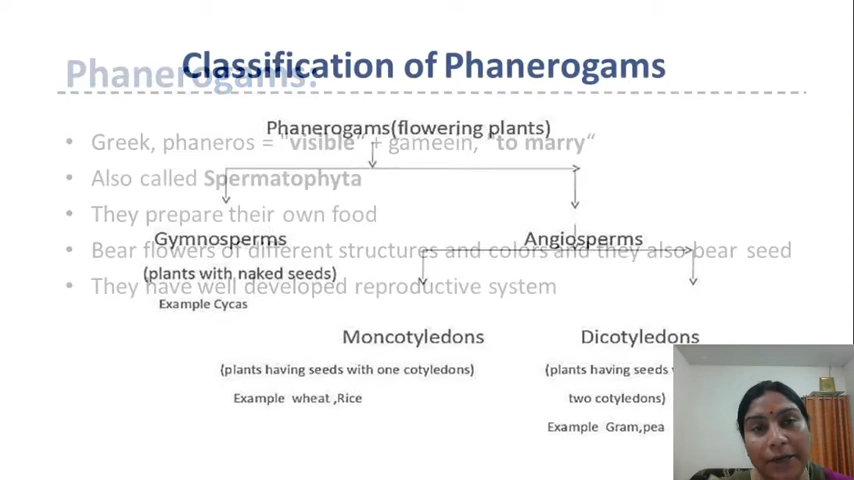 Classification of Phanerogams
Phanerogams(flowering plants)
Gymnosperms
(plants with naked seeds)
Example Cycas
Angiosperms
Moncotyledons
(plants having seeds with one cotyledons)
Example wheat ,Rice
Dicotyledons
(plants having seeds
two cotyledons)
Example Gram,pea
Phanerogams:
• Greek, phaneros = "visible" + gameein, "to marry“
• Also called Spermatophyta
• They prepare their own food
• Bear flowers of different structures and colors and they also bear seed
• They have well developed reproductive system